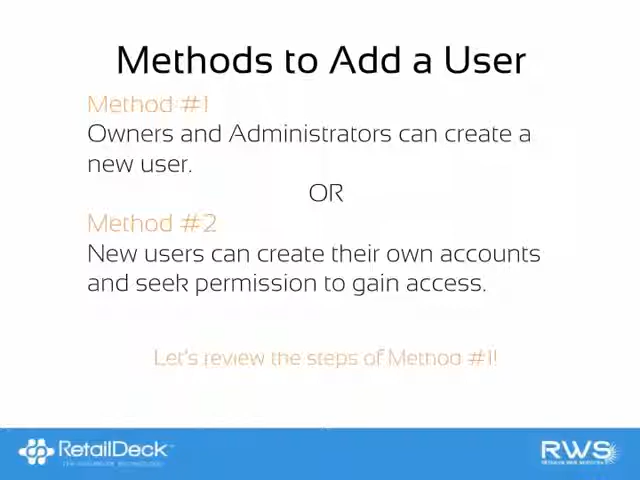 Methods to Add a User
Method #1
Owners and Administrators can create a
new user.
OR
Method #2
New users can create their own accounts
and seek permission to gain access.
Let's review the steps of Method #1!
RetailDeck
RWS